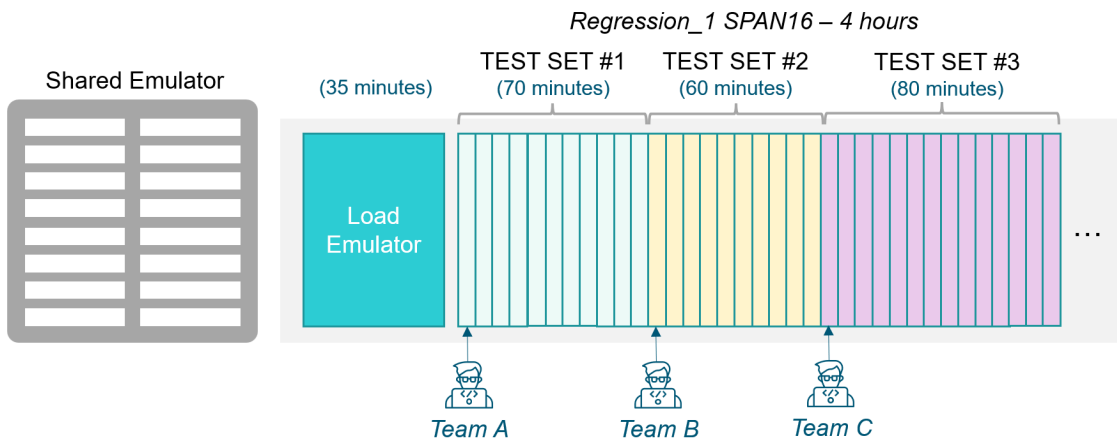 Regression_1 SPAN16 – 4 hours
Shared Emulator
TEST SET #1
TEST SET #2
TEST SET #3
(35 minutes)
(70 minutes)
(60 minutes)
(80 minutes)
Load
Emulator
...
Team A
Team B
Team C